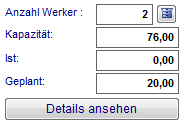 Anzahl Werker : 2
Kapazität: 76,00
Ist: 0,00
Geplant: 20,00
Details ansehen